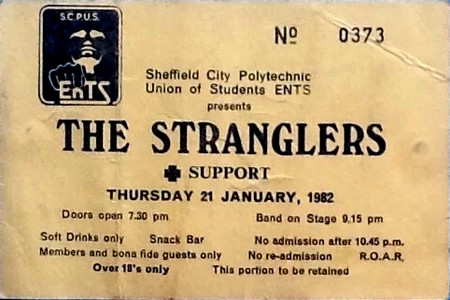 S.C.P.U.S.
EnTS
Nº 0373
Sheffield City Polytechnic
Union of Students ENTS
presents
THE STRANGLERS
✚ SUPPORT
THURSDAY 21 JANUARY, 1982
Doors open 7.30 pm Band on Stage 9.15 pm
Soft Drinks only Snack Bar No admission after 10.45 p.m.
Members and bona fide guests only No re-admission R.O.A.R.
Over 18's only This portion to be retained